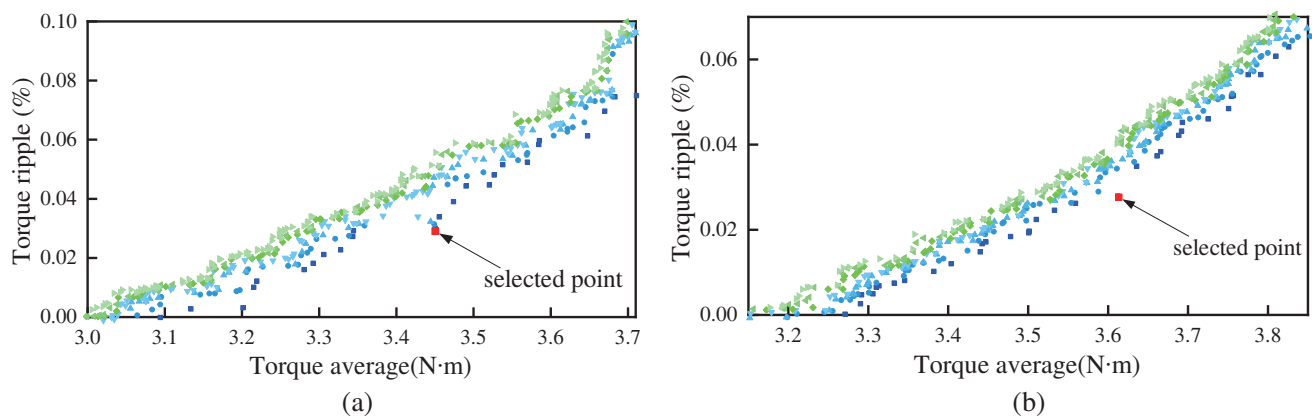 0.10
0.08
0.06
0.04
0.02
0.00
Torque ripple (%)
3.0 3.1 3.2 3.3 3.4 3.5 3.6 3.7
Torque average(N·m)
selected point
(a)
0.06
0.04
0.02
0.00
Torque ripple (%)
3.2 3.3 3.4 3.5 3.6 3.7 3.8
Torque average(N·m)
selected point
(b)